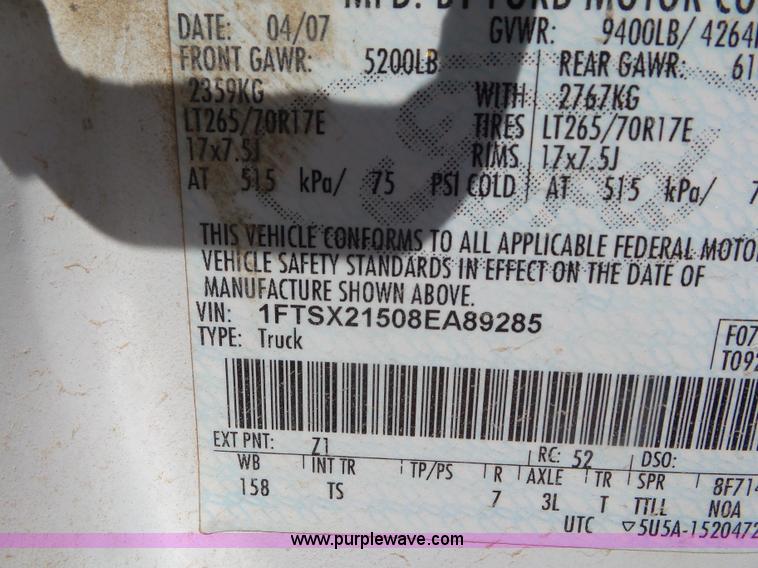 MFD. BY FORD MOTOR CO
DATE: 04/07 GVWR: 9400LB/ 4264
FRONT GAWR: 5200LB REAR GAWR: 61
2359KG WITH 2767KG
LT265/70R17E TIRES LT265/70R17E
17x7.5J RIMS 17x7.5J
AT 515 kPa/ 75 PSI COLD AT 515 kPa/ 7
THIS VEHICLE CONFORMS TO ALL APPLICABLE FEDERAL MOTO
VEHICLE SAFETY STANDARDS IN EFFECT ON THE DATE OF
MANUFACTURE SHOWN ABOVE.
VIN: 1FTSX21508EA89285
TYPE: Truck F07
T092
EXT PNT: Z1 RC: 52 DSO:
WB INT TR TP/PS R AXLE TR SPR 8F714
158 TS 7 3L T TTLL NOA
UTC ▽5U5A-1520472
www.purplewave.com